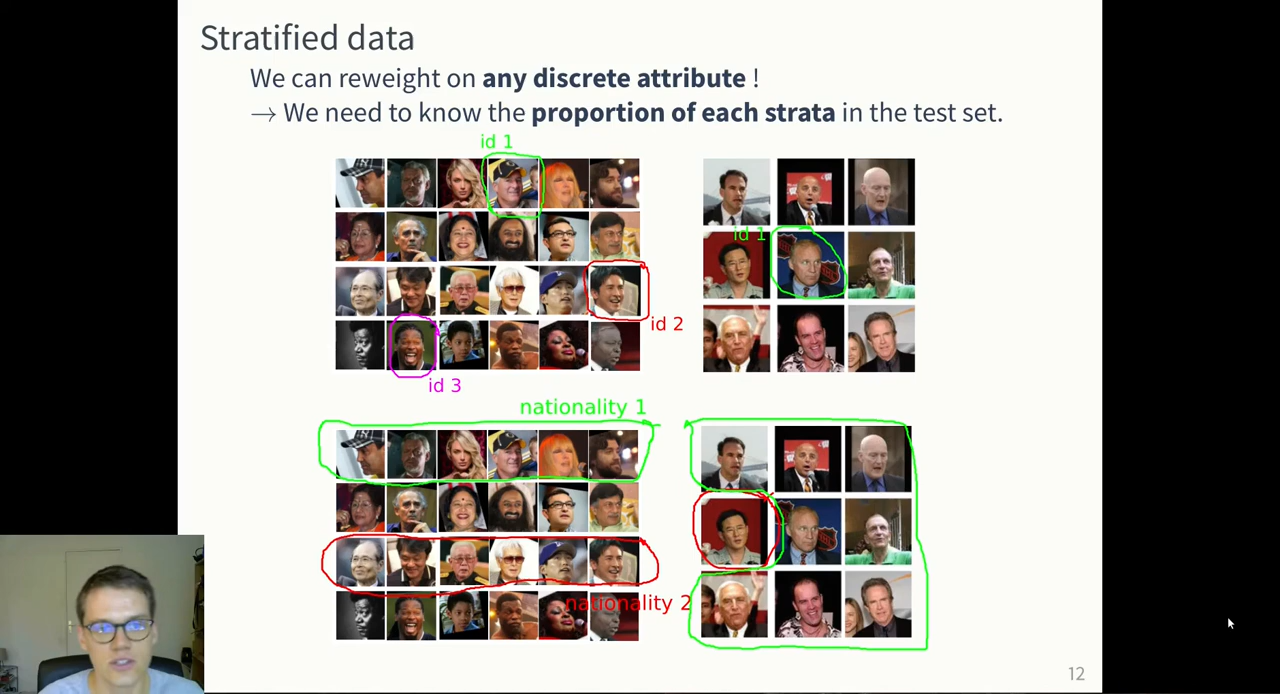 Stratified data
We can reweight on any discrete attribute !
→ We need to know the proportion of each strata in the test set.
id 1
id 1
id 2
id 3
nationality 1
nationality 2
12